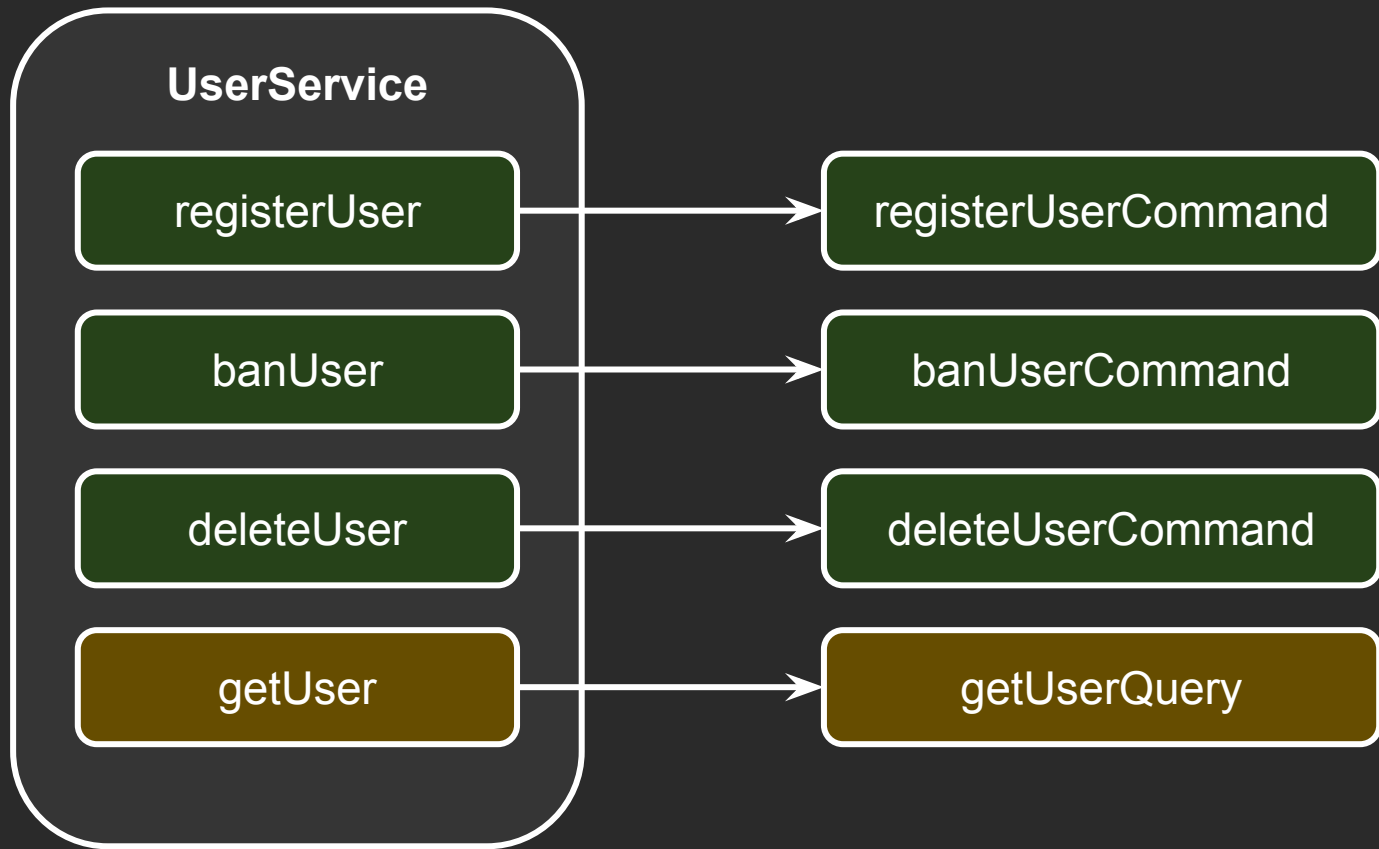 UserService
registerUser
registerUserCommand
banUser
banUserCommand
deleteUser
deleteUserCommand
getUser
getUserQuery